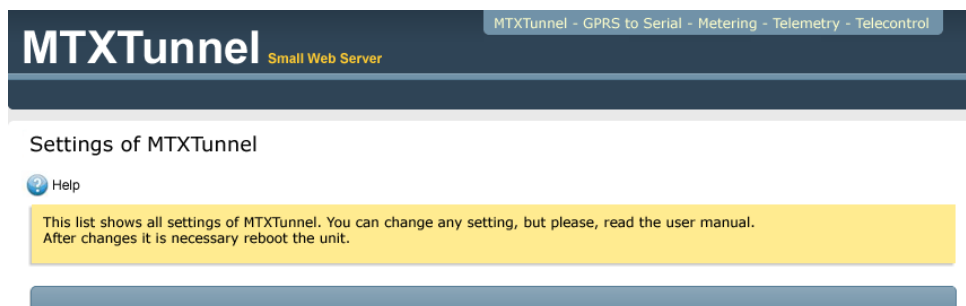 MTXTunnel - GPRS to Serial - Metering - Telemetry - Telecontrol
MTXTunnel Small Web Server
Settings of MTXTunnel
? Help
This list shows all settings of MTXTunnel. You can change any setting, but please, read the user manual.
After changes it is necessary reboot the unit.